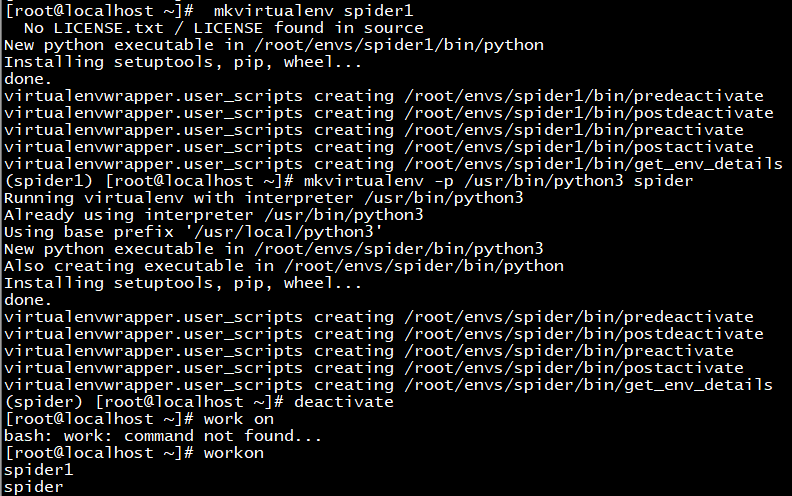 [root@localhost ~]#  mkvirtualenv spider1
  No LICENSE.txt / LICENSE found in source
New python executable in /root/envs/spider1/bin/python
Installing setuptools, pip, wheel...
done.
virtualenvwrapper.user_scripts creating /root/envs/spider1/bin/predeactivate
virtualenvwrapper.user_scripts creating /root/envs/spider1/bin/postdeactivate
virtualenvwrapper.user_scripts creating /root/envs/spider1/bin/preactivate
virtualenvwrapper.user_scripts creating /root/envs/spider1/bin/postactivate
virtualenvwrapper.user_scripts creating /root/envs/spider1/bin/get_env_details
(spider1) [root@localhost ~]# mkvirtualenv -p /usr/bin/python3 spider
Running virtualenv with interpreter /usr/bin/python3
Already using interpreter /usr/bin/python3
Using base prefix '/usr/local/python3'
New python executable in /root/envs/spider/bin/python3
Also creating executable in /root/envs/spider/bin/python
Installing setuptools, pip, wheel...
done.
virtualenvwrapper.user_scripts creating /root/envs/spider/bin/predeactivate
virtualenvwrapper.user_scripts creating /root/envs/spider/bin/postdeactivate
virtualenvwrapper.user_scripts creating /root/envs/spider/bin/preactivate
virtualenvwrapper.user_scripts creating /root/envs/spider/bin/postactivate
virtualenvwrapper.user_scripts creating /root/envs/spider/bin/get_env_details
(spider) [root@localhost ~]# deactivate
[root@localhost ~]# work on
bash: work: command not found...
[root@localhost ~]# workon
spider1
spider